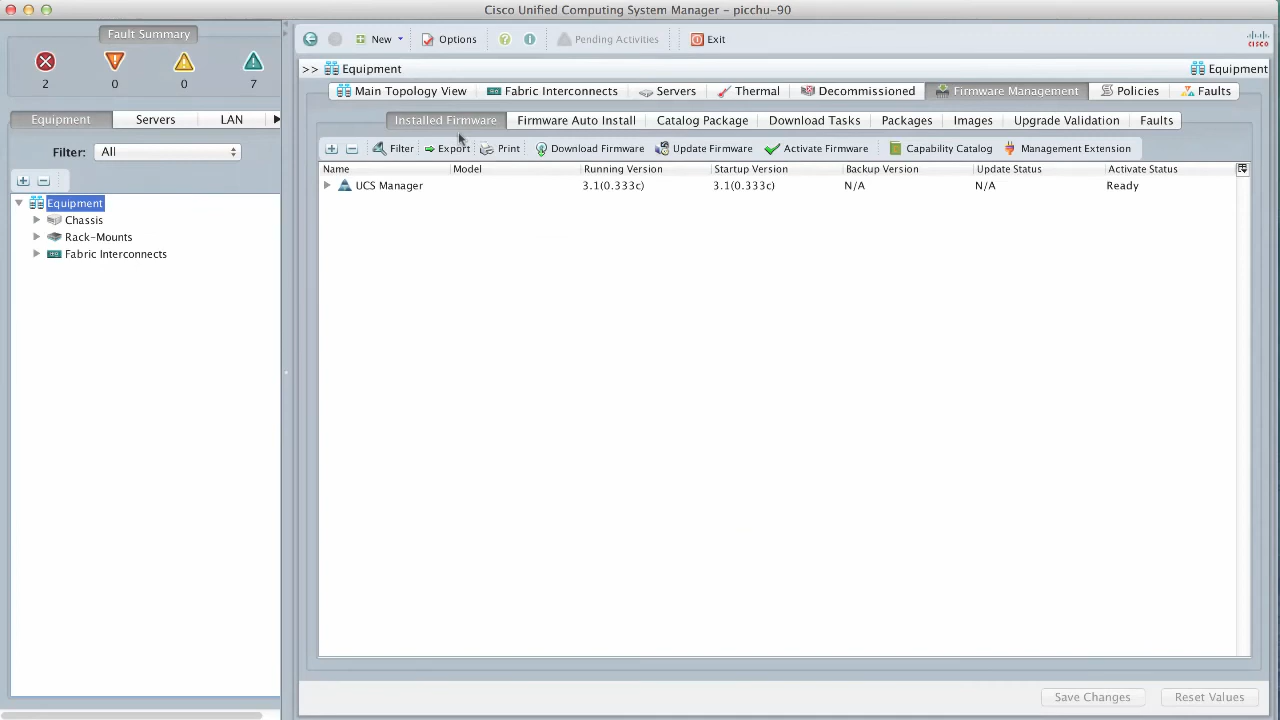 Cisco Unified Computing System Manager - picchu-90
Fault Summary
2 0 0 7
New Options ? i Pending Activities Exit
cisco
>> Equipment Equipment
Main Topology View Fabric Interconnects Servers Thermal Decommissioned Firmware Management Policies Faults
Equipment Servers LAN
Installed Firmware Firmware Auto Install Catalog Package Download Tasks Packages Images Upgrade Validation Faults
Filter: All
Filter Export Print Download Firmware Update Firmware Activate Firmware Capability Catalog Management Extension
Name Model Running Version Startup Version Backup Version Update Status Activate Status
UCS Manager 3.1(0.333c) 3.1(0.333c) N/A N/A Ready
Equipment
Chassis
Rack-Mounts
Fabric Interconnects
Save Changes Reset Values